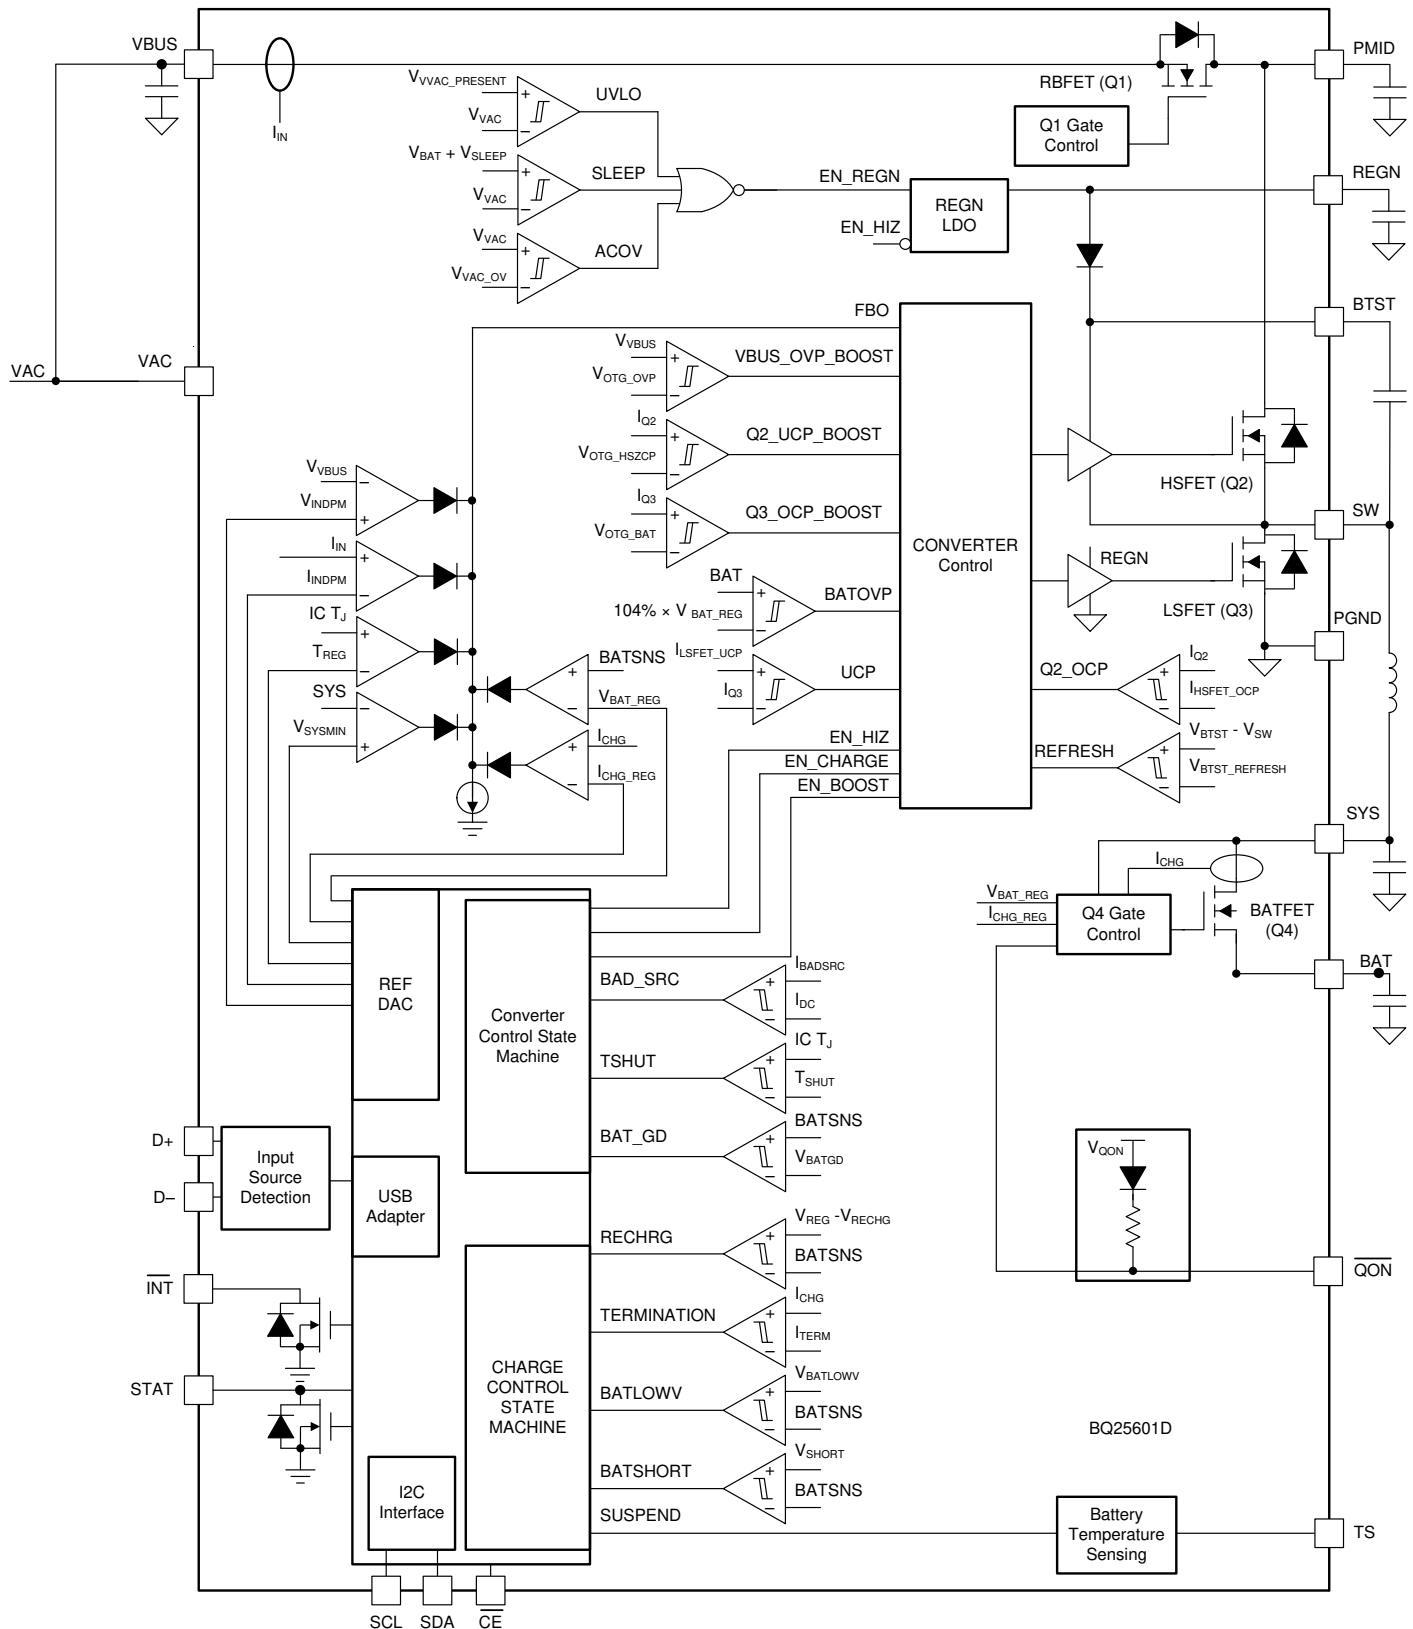 VBUS
PMID
I_IN
RBFET (Q1)
Q1 Gate
Control
V_VVAC_PRESENT
+
V_VAC
−
UVLO
V_BAT + V_SLEEP
+
V_VAC
−
SLEEP
V_VAC
+
V_VAC_OV
−
ACOV
EN_REGN
EN_HIZ
REGN
LDO
REGN
BTST
VAC
VAC
FBO
V_VBUS
+
V_OTG_OVP
−
VBUS_OVP_BOOST
I_Q2
+
V_OTG_HSZCP
−
Q2_UCP_BOOST
I_Q3
+
V_OTG_BAT
−
Q3_OCP_BOOST
CONVERTER
Control
HSFET (Q2)
SW
REGN
LSFET (Q3)
PGND
V_VBUS
−
V_INDPM
+
I_IN
+
I_INDPM
−
IC T_J
+
T_REG
−
SYS
−
V_SYSMIN
+
BATSNS
+
V_BAT_REG
−
I_CHG
+
I_CHG_REG
−
BAT
+
104% × V BAT_REG
−
BATOVP
I_LSFET_UCP
+
I_Q3
−
UCP
EN_HIZ
EN_CHARGE
EN_BOOST
Q2_OCP
I_Q2
+
I_HSFET_OCP
−
REFRESH
V_BTST - V_SW
+
V_BTST_REFRESH
−
SYS
I_CHG
V_BAT_REG
I_CHG_REG
Q4 Gate
Control
BATFET
(Q4)
BAT
REF
DAC
Converter
Control State
Machine
BAD_SRC
I_BADSRC
+
I_DC
−
TSHUT
IC T_J
+
T_SHUT
−
BAT_GD
BATSNS
+
V_BATGD
−
D+
D−
Input
Source
Detection
USB
Adapter
V_QON
QON
INT
STAT
CHARGE
CONTROL
STATE
MACHINE
RECHRG
V_REG -V_RECHG
+
BATSNS
−
TERMINATION
I_CHG
+
I_TERM
−
BATLOWV
V_BATLOWV
+
BATSNS
−
BATSHORT
V_SHORT
+
BATSNS
−
SUSPEND
BQ25601D
I2C
Interface
Battery
Temperature
Sensing
TS
SCL
SDA
CE